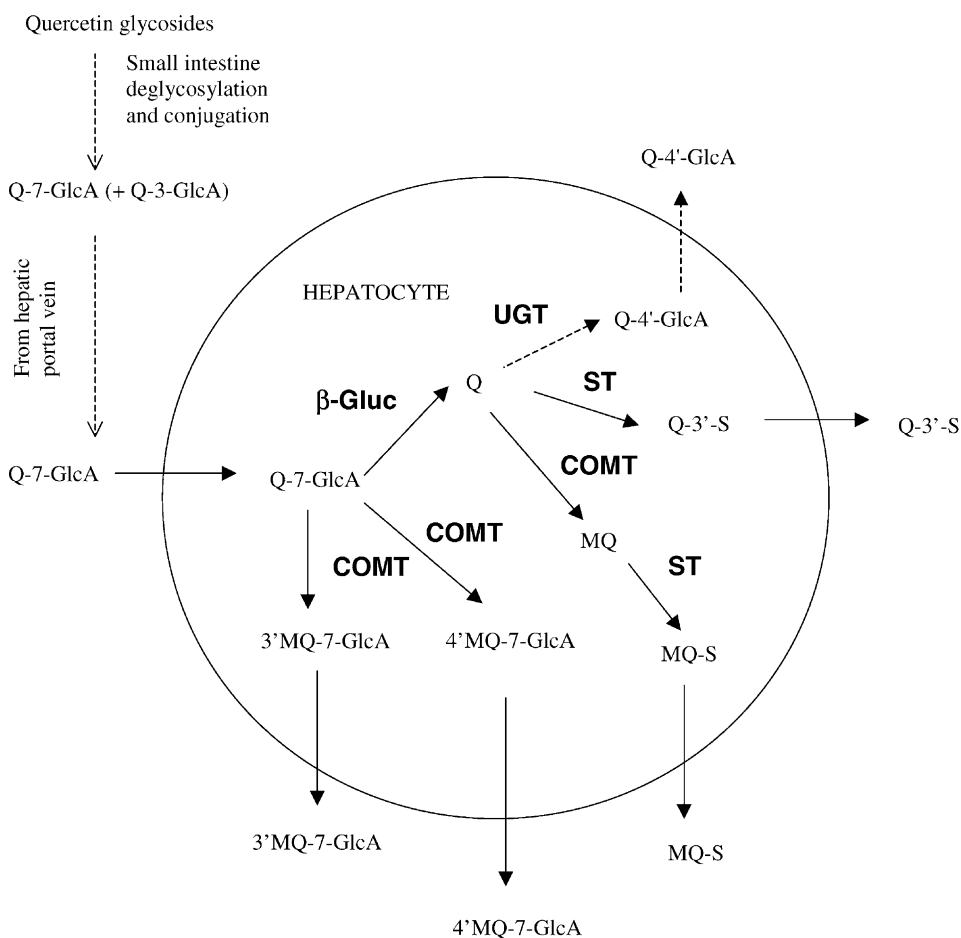 Quercetin glycosides
Small intestine
deglycosylation
and conjugation
Q-4'-GlcA
Q-7-GlcA (+ Q-3-GlcA)
From hepatic
portal vein
HEPATOCYTE
UGT
Q-4'-GlcA
Q
ST
β-Gluc
Q-3’-S
Q-3’-S
Q-7-GlcA
Q-7-GlcA
COMT
COMT
MQ
COMT
ST
3’MQ-7-GlcA
4’MQ-7-GlcA
MQ-S
3’MQ-7-GlcA
MQ-S
4’MQ-7-GlcA